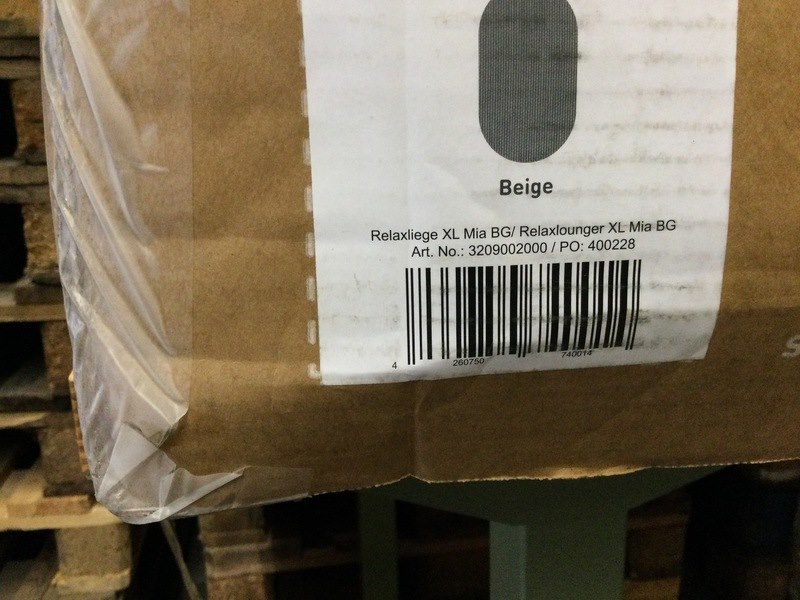 Beige
Relaxliege XL Mia BG/ Relaxlounger XL Mia BG
Art. No.: 3209002000 / PO: 400228
4 260750 740014